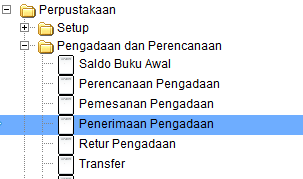 Perpustakaan
Setup
Pengadaan dan Perencanaan
Saldo Buku Awal
Perencanaan Pengadaan
Pemesanan Pengadaan
Penerimaan Pengadaan
Retur Pengadaan
Transfer